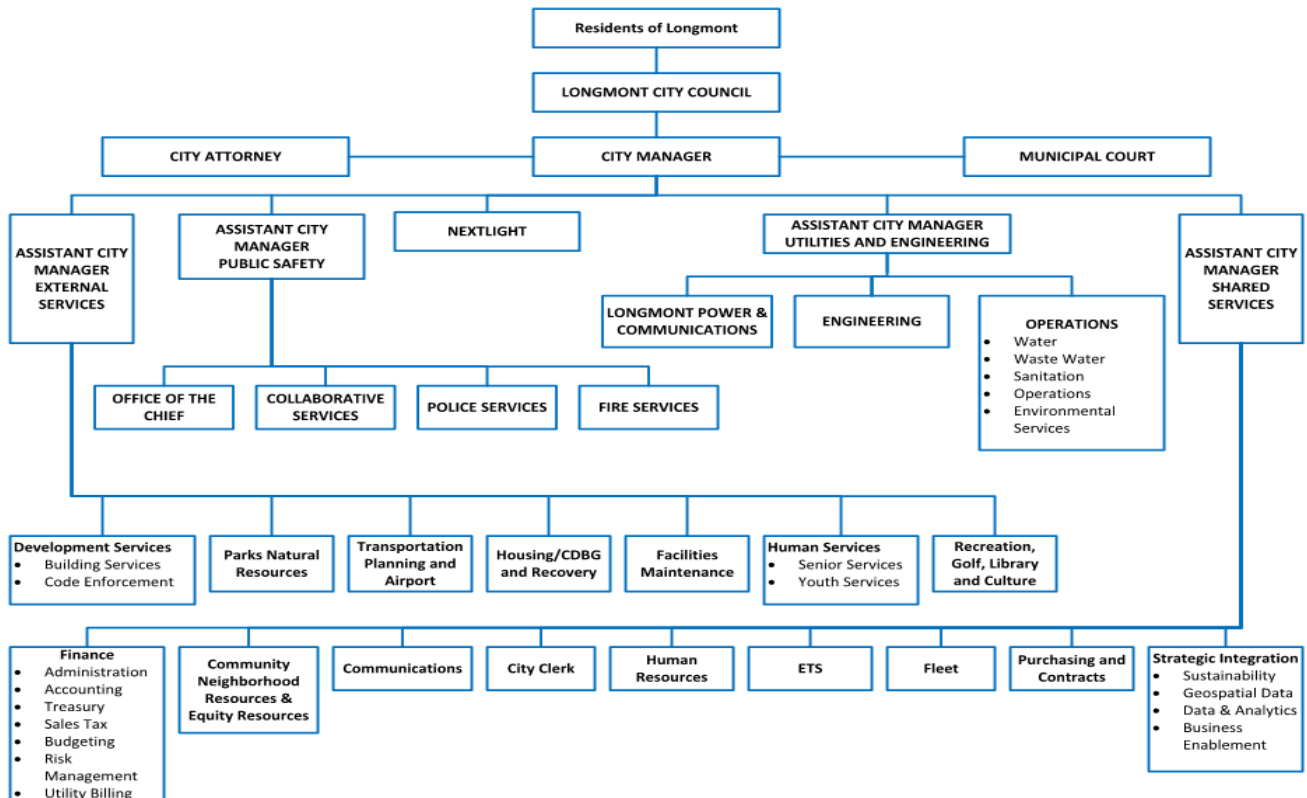 Residents of Longmont
LONGMONT CITY COUNCIL
CITY ATTORNEY
CITY MANAGER
MUNICIPAL COURT
ASSISTANT CITY
MANAGER
EXTERNAL
SERVICES
ASSISTANT CITY
MANAGER
PUBLIC SAFETY
NEXTLIGHT
ASSISTANT CITY MANAGER
UTILITIES AND ENGINEERING
ASSISTANT CITY
MANAGER
SHARED
SERVICES
LONGMONT POWER &
COMMUNICATIONS
ENGINEERING
OPERATIONS
• Water
• Waste Water
• Sanitation
• Operations
• Environmental
Services
OFFICE OF THE
CHIEF
COLLABORATIVE
SERVICES
POLICE SERVICES
FIRE SERVICES
Development Services
• Building Services
• Code Enforcement
Parks Natural
Resources
Transportation
Planning and
Airport
Housing/CDBG
and Recovery
Facilities
Maintenance
Human Services
• Senior Services
• Youth Services
Recreation,
Golf, Library
and Culture
Finance
• Administration
• Accounting
• Treasury
• Sales Tax
• Budgeting
• Risk
Management
• Utility Billing
Community
Neighborhood
Resources &
Equity Resources
Communications
City Clerk
Human
Resources
ETS
Fleet
Purchasing and
Contracts
Strategic Integration
• Sustainability
• Geospatial Data
• Data & Analytics
• Business
Enablement